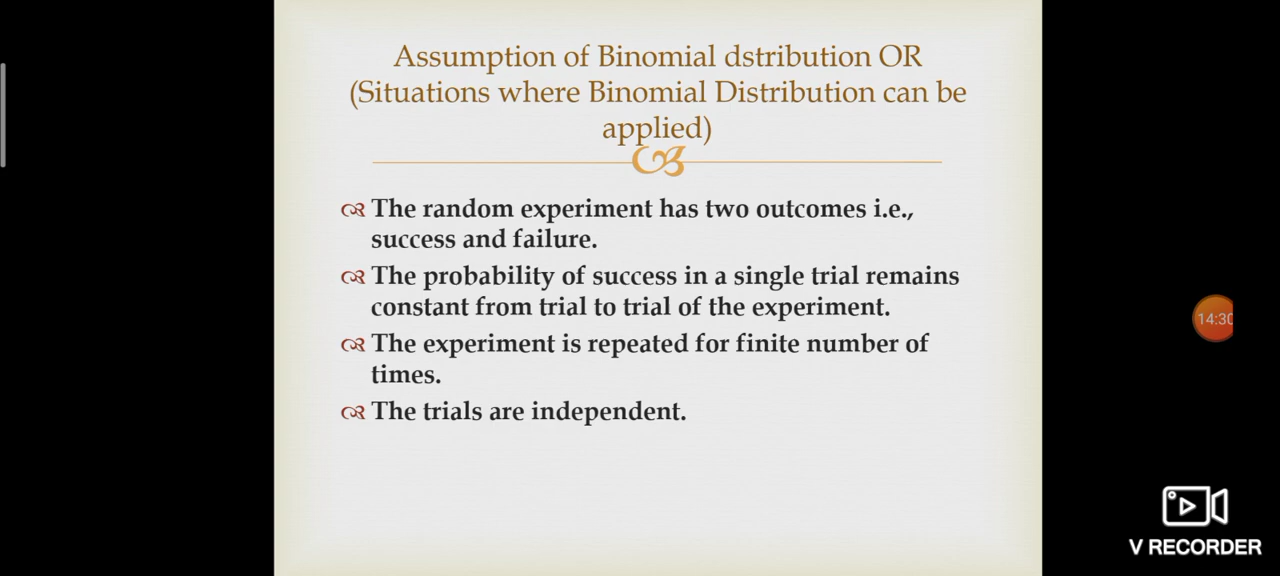 Assumption of Binomial dstribution OR
(Situations where Binomial Distribution can be
applied)
The random experiment has two outcomes i.e.,
success and failure.
The probability of success in a single trial remains
constant from trial to trial of the experiment.
The experiment is repeated for finite number of
times.
The trials are independent.
14:30
V RECORDER